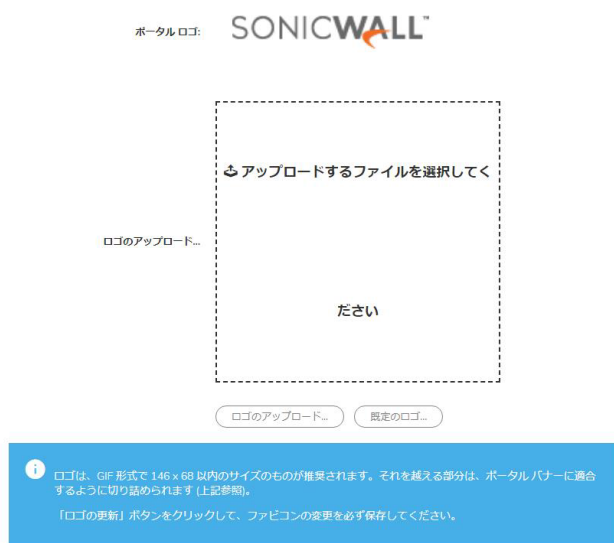 ポータル ロゴ:
SONICWALL™
アップロードするファイルを選択してく
ロゴのアップロード...
ださい
ロゴのアップロード...
既定のロゴ...
ロゴは、GIF 形式で 146 x 68 以内のサイズのものが推奨されます。それを越える部分は、ポータル バナーに適合
するように切り詰められます (上記参照)。
「ロゴの更新」ボタンをクリックして、ファビコンの変更を必ず保存してください。